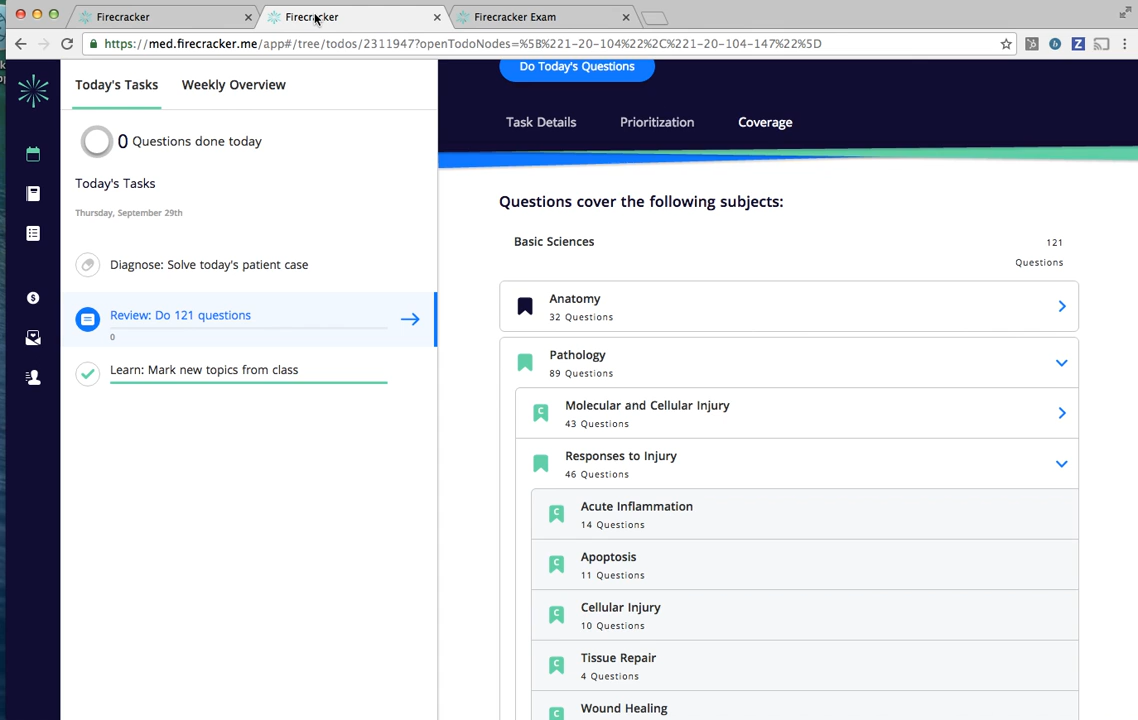 Firecracker
Firecracker
Firecracker Exam
https://med.firecracker.me/app#/tree/todos/2311947?openTodoNodes=%5B%221-20-104%22%2C%221-20-104-147%22%5D
Today's Tasks
Weekly Overview
0 Questions done today
Today's Tasks
Thursday, September 29th
Diagnose: Solve today's patient case
Review: Do 121 questions
0
Learn: Mark new topics from class
Do Today's Questions
Task Details
Prioritization
Coverage
Questions cover the following subjects:
Basic Sciences
121
Questions
Anatomy
32 Questions
Pathology
89 Questions
C
Molecular and Cellular Injury
43 Questions
Responses to Injury
46 Questions
C
Acute Inflammation
14 Questions
C
Apoptosis
11 Questions
C
Cellular Injury
10 Questions
C
Tissue Repair
4 Questions
C
Wound Healing